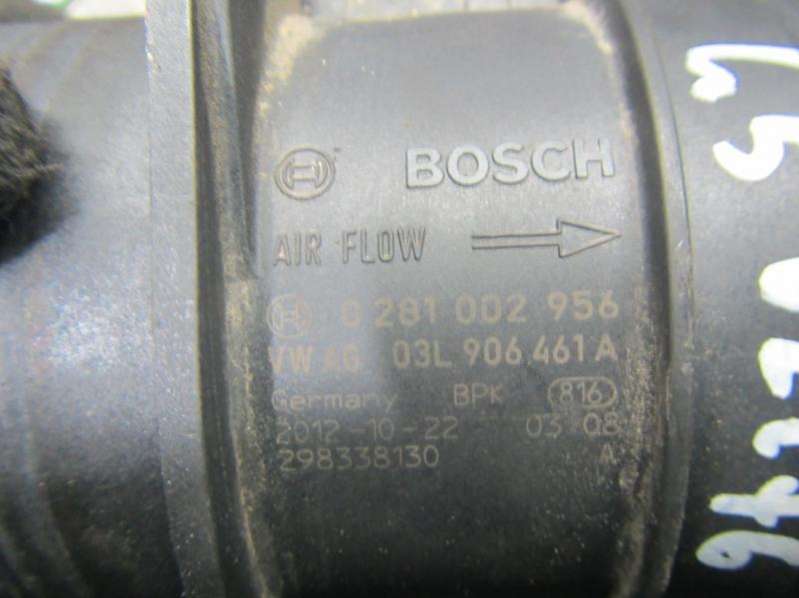 BOSCH
AIR FLOW
0 281 002 956
VW AG 03L 906 461 A
Germany BPK 816
2012-10-22 03 08
298338130 A